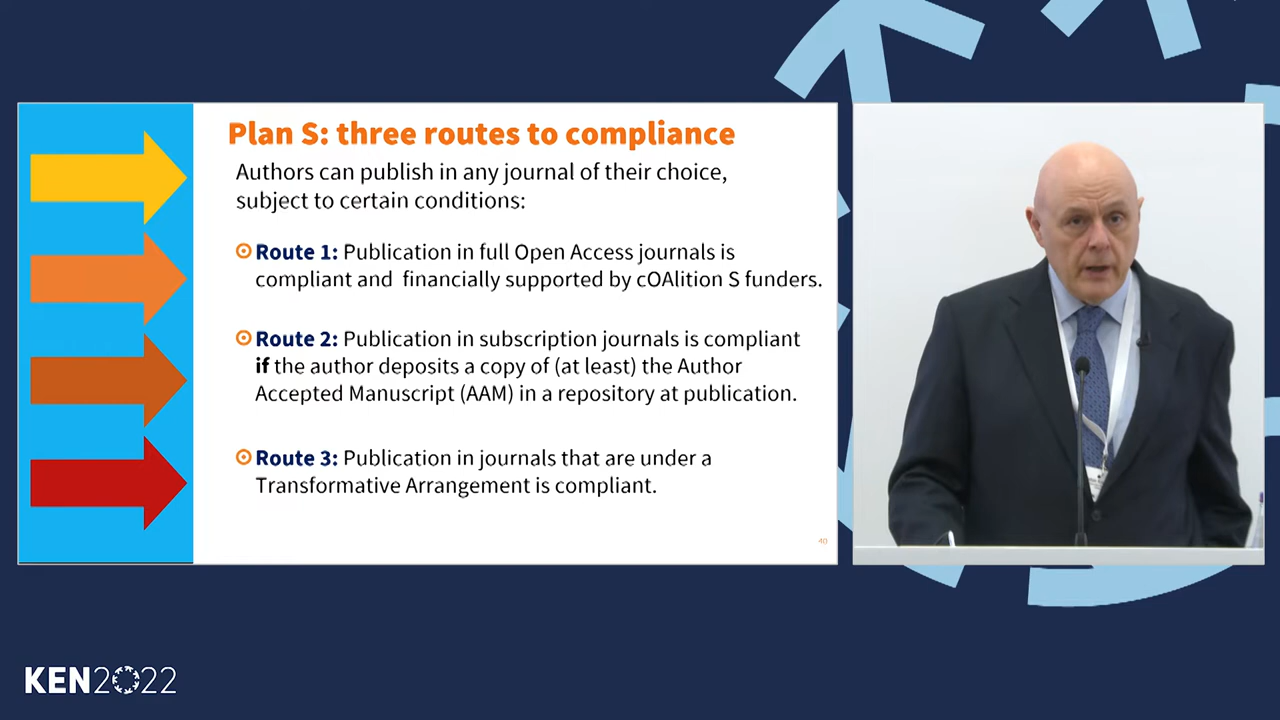 Plan S: three routes to compliance
Authors can publish in any journal of their choice,
subject to certain conditions:
Route 1: Publication in full Open Access journals is
compliant and financially supported by cOAlition S funders.
Route 2: Publication in subscription journals is compliant
if the author deposits a copy of (at least) the Author
Accepted Manuscript (AAM) in a repository at publication.
Route 3: Publication in journals that are under a
Transformative Arrangement is compliant.
40
KEN2022